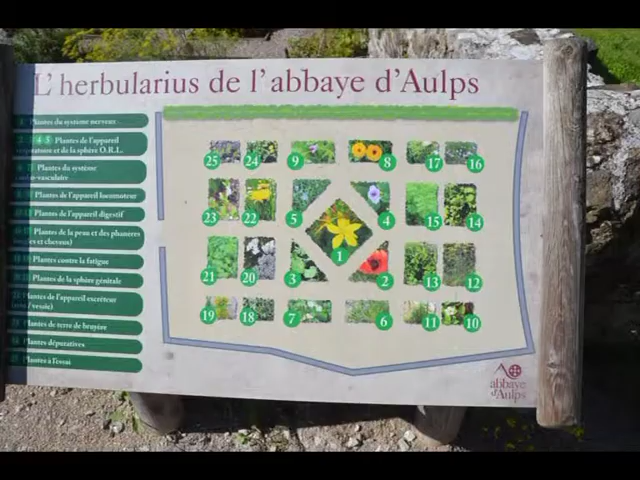 L'herbularius de l'abbaye d'Aulps
1 Plantes du système nerveux
4 5 Plantes de l'appareil
et de la sphère O.R.L.
Plantes du système
Plantes de l'appareil locomoteur
Plantes de l'appareil digestif
Plantes de la peau et des phanères
et cheveux)
Plantes contre la fatigue
Plantes de la sphère génitale
Plantes de l'appareil excréteur
Plantes de terre de bruyère
Plantes dépuratives
Plantes à l'essai
25 24 9 8 17 16
23 22 5 4 15 14
1
21 20 3 2 13 12
19 18 7 6 11 10
abbaye
d'Aulps